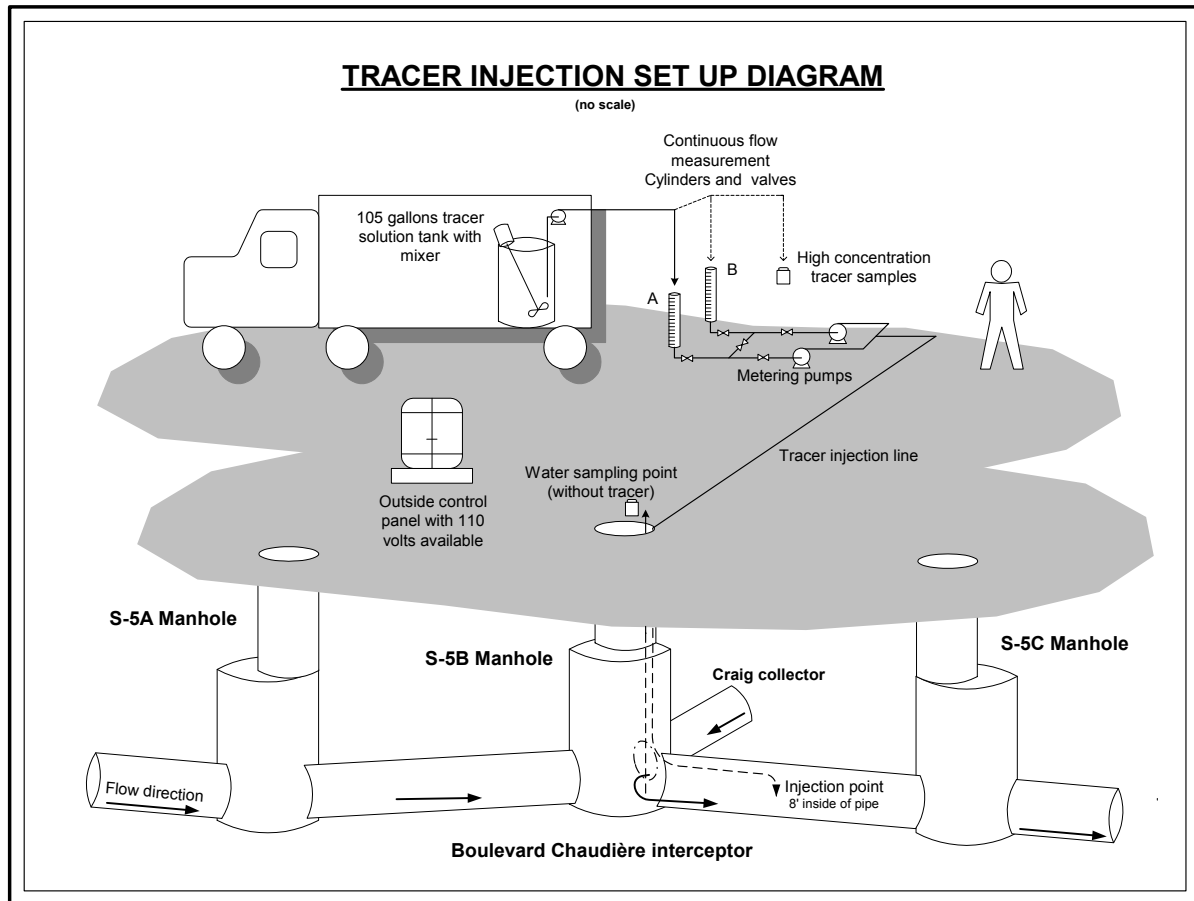 TRACER INJECTION SET UP DIAGRAM
(no scale)
Continuous flow
measurement
Cylinders and valves
105 gallons tracer
solution tank with
mixer
B
High concentration
tracer samples
A
Metering pumps
Tracer injection line
Water sampling point
(without tracer)
Outside control
panel with 110
volts available
S-5A Manhole
S-5B Manhole
S-5C Manhole
Craig collector
Flow direction
Injection point
8' inside of pipe
Boulevard Chaudière interceptor